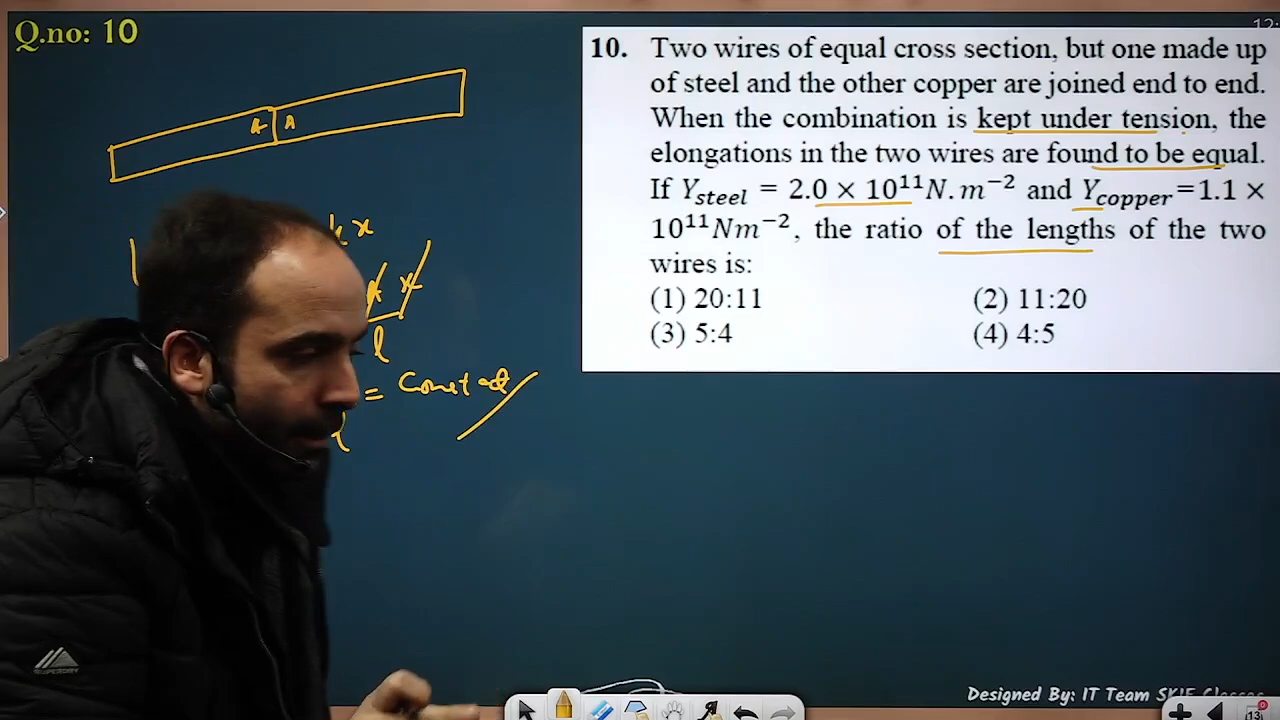 Q.no: 10
10. Two wires of equal cross section, but one made up
of steel and the other copper are joined end to end.
When the combination is kept under tension, the
elongations in the two wires are found to be equal.
If Y_steel = 2.0 × 10¹¹N.m⁻² and Y_copper=1.1 ×
10¹¹Nm⁻², the ratio of the lengths of the two
wires is:
(1) 20:11 (2) 11:20
(3) 5:4 (4) 4:5
A A
k x
x
l
= Constant
l
Designed By: IT Team